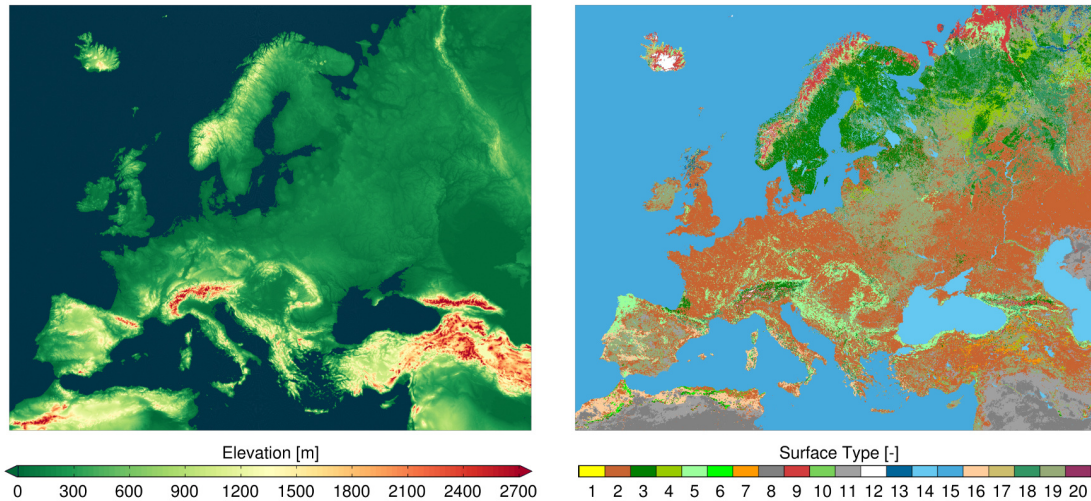 Elevation [m]
0 300 600 900 1200 1500 1800 2100 2400 2700
Surface Type [-]
1 2 3 4 5 6 7 8 9 10 11 12 13 14 15 16 17 18 19 20